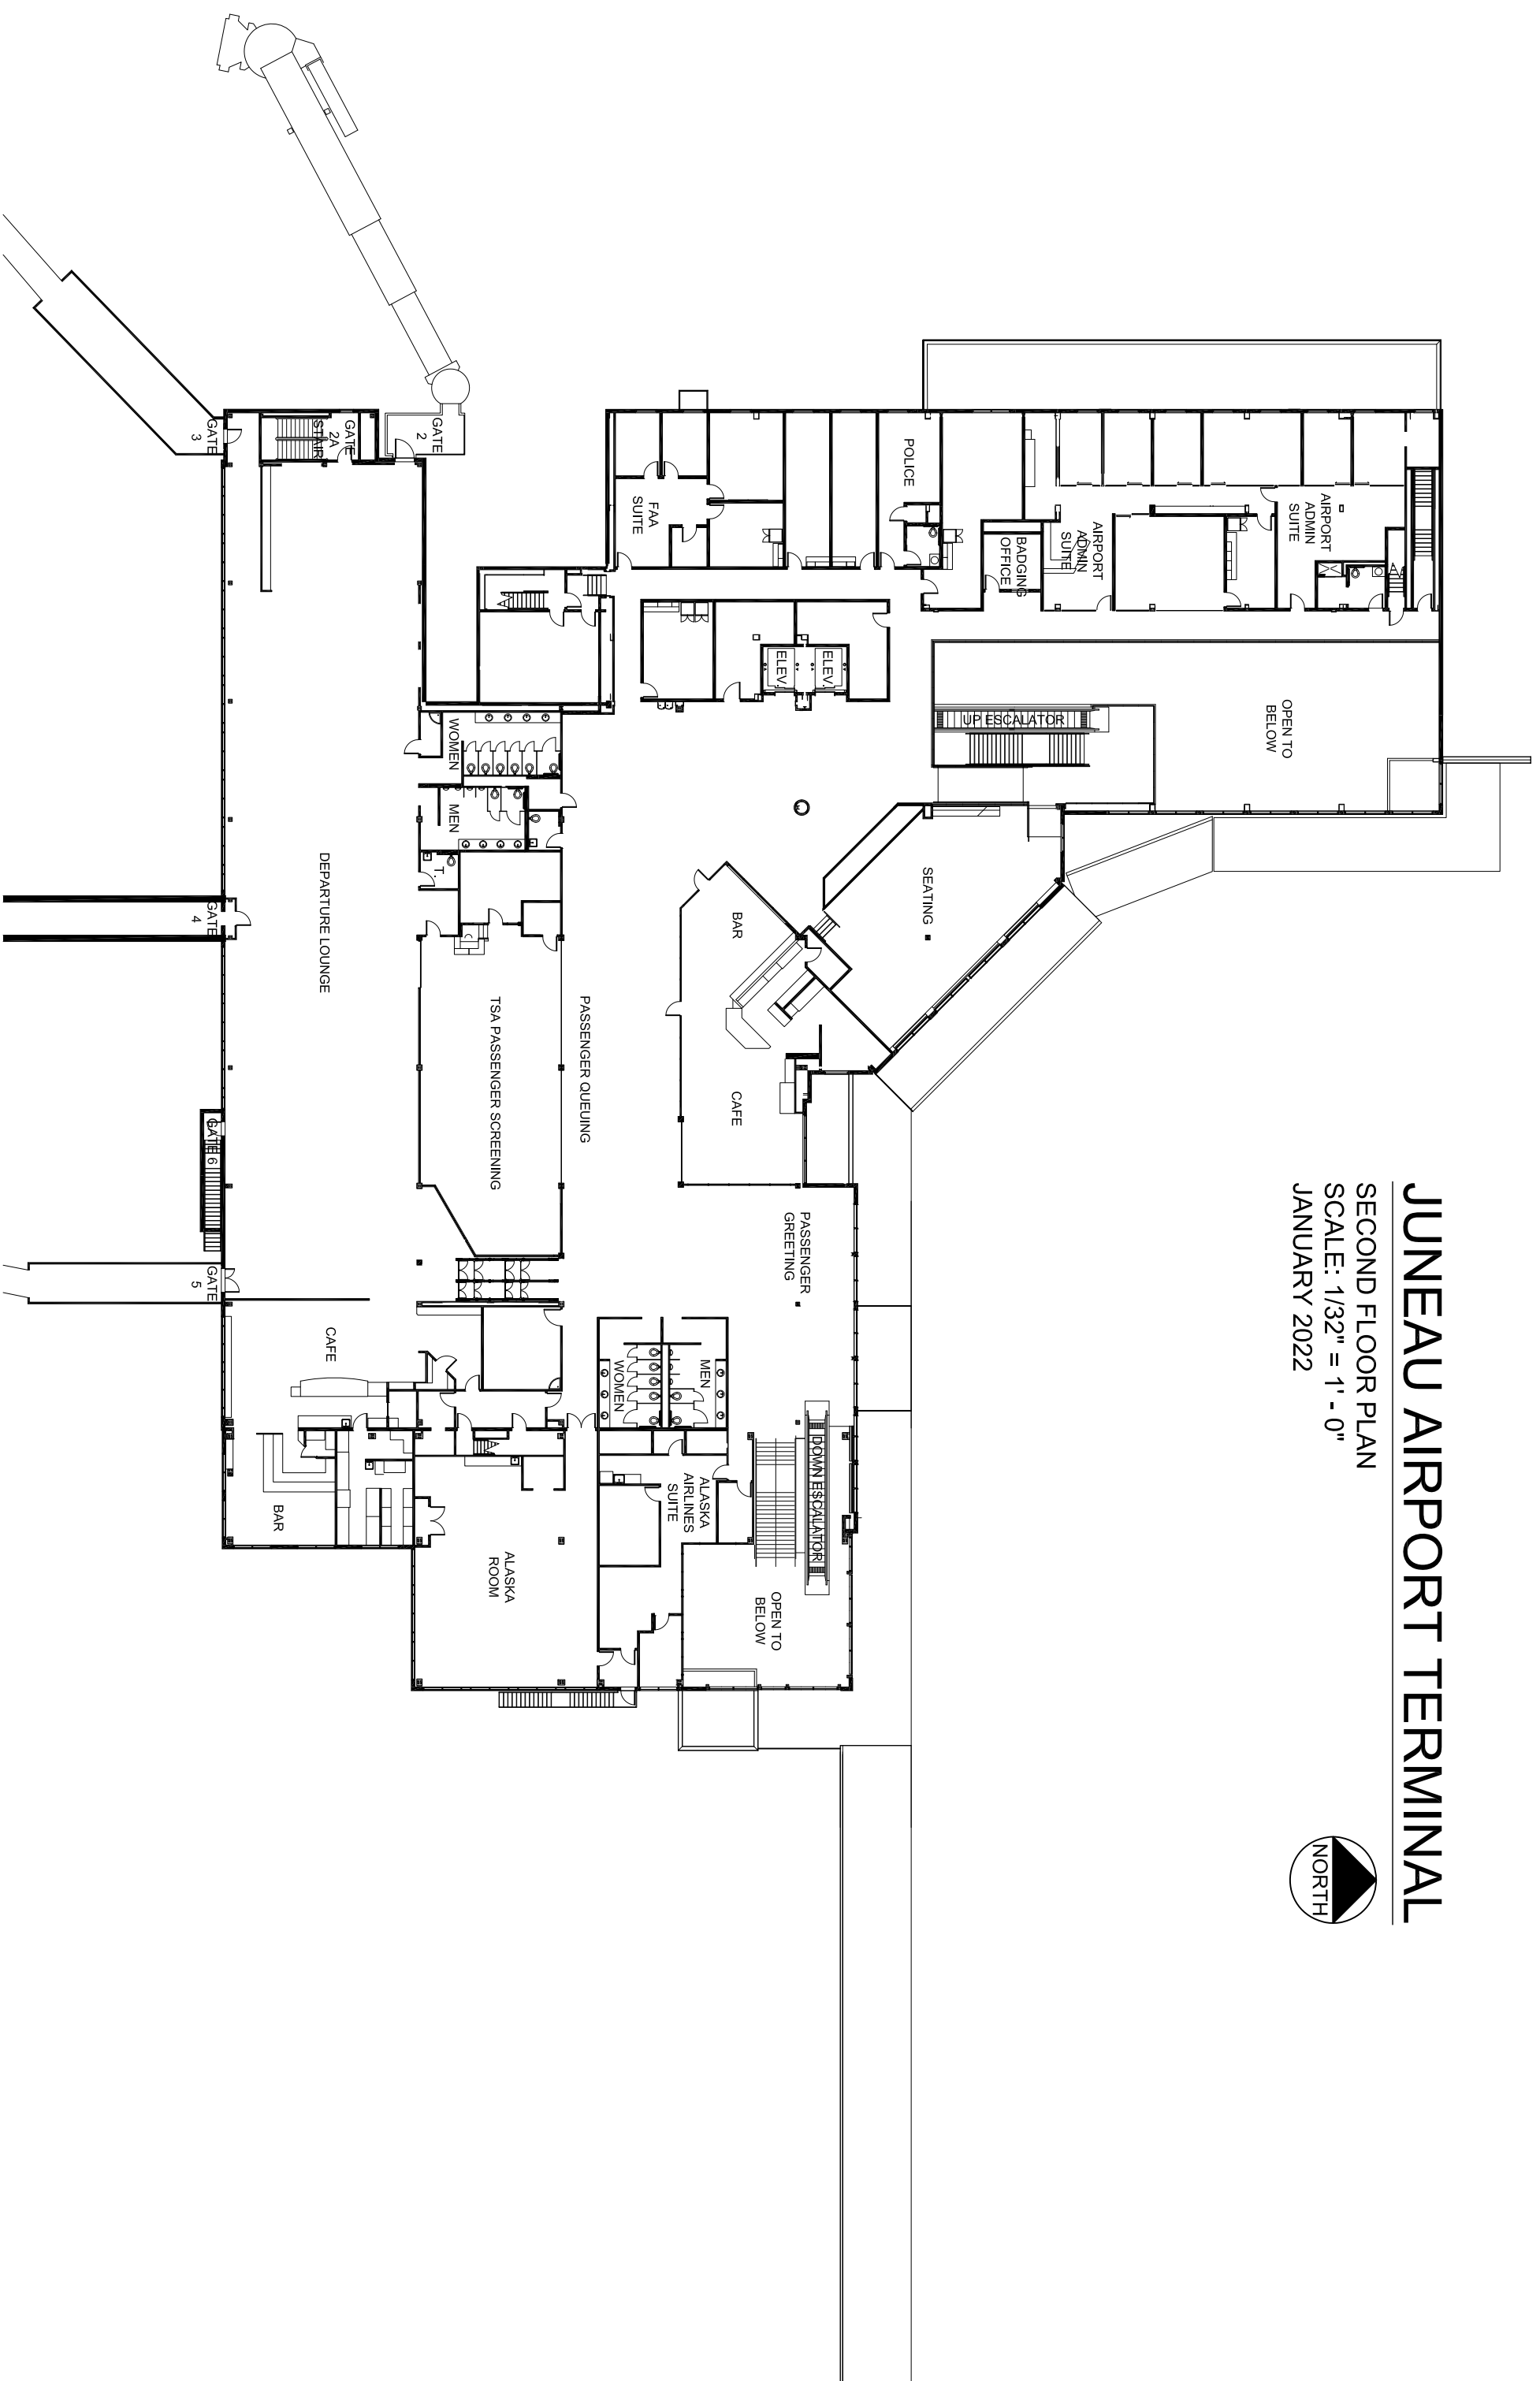 JUNEAU AIRPORT TERMINAL
SECOND FLOOR PLAN
SCALE: 1/32" = 1' - 0"
JANUARY 2022
NORTH
OPEN TO
BELOW
UP ESCALATOR
AIRPORT
ADMIN
SUITE
AIRPORT
ADMIN
SUITE
BADGING
OFFICE
POLICE
FAA
SUITE
ELEV.
ELEV.
SEATING
BAR
CAFE
PASSENGER
GREETING
PASSENGER QUEUING
TSA PASSENGER SCREENING
WOMEN
MEN
T.
DEPARTURE LOUNGE
GATE
2
GATE
2A
STAIR
GATE
3
GATE
4
GATE 6
GATE
5
CAFE
BAR
MEN
WOMEN
DOWN ESCALATOR
ALASKA
AIRLINES
SUITE
OPEN TO
BELOW
ALASKA
ROOM